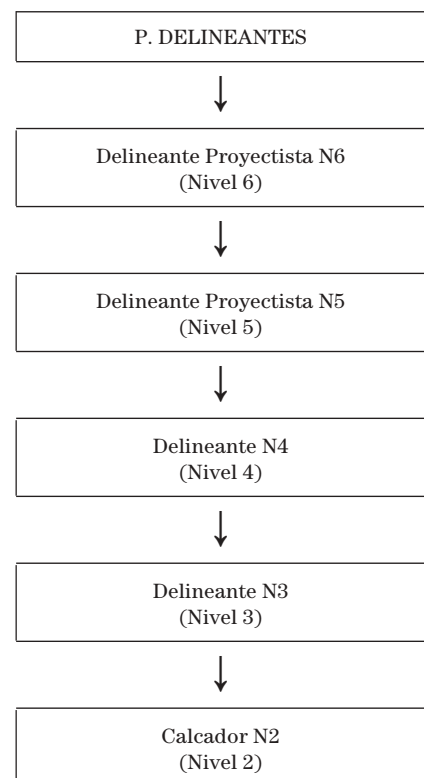 P. DELINEANTES
Delineante Proyectista N6
(Nivel 6)
Delineante Proyectista N5
(Nivel 5)
Delineante N4
(Nivel 4)
Delineante N3
(Nivel 3)
Calcador N2
(Nivel 2)